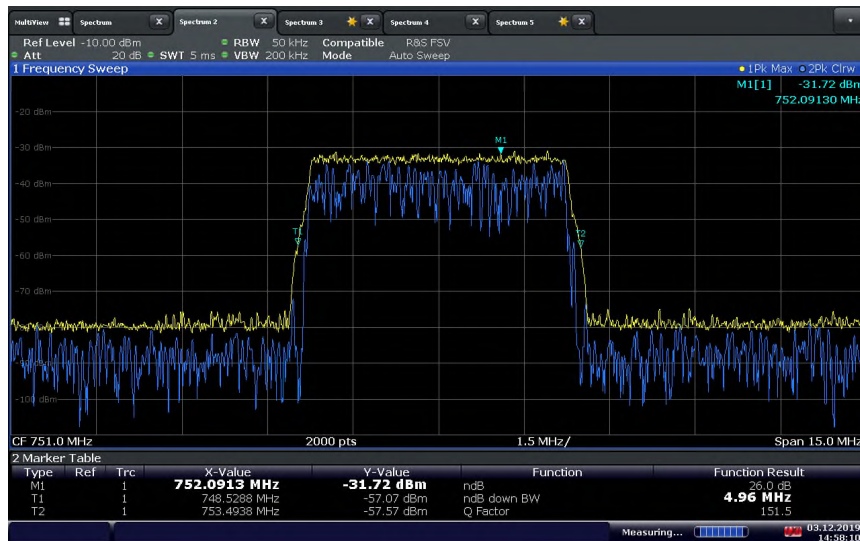 MultiView Spectrum X Spectrum 2 X Spectrum 3 X Spectrum 4 X Spectrum 5 X
Ref Level -10.00 dBm RBW 50 kHz Compatible R&S FSV
Att 20 dB SWT 5 ms VBW 200 kHz Mode Auto Sweep
1 Frequency Sweep 1Pk Max 2Pk Clrw
M1[1] -31.72 dBm
752.09130 MHz
-20 dBm
-30 dBm
M1
-40 dBm
-50 dBm
T1 T2
-60 dBm
-70 dBm
-100 dBm
CF 751.0 MHz 2000 pts 1.5 MHz/ Span 15.0 MHz
2 Marker Table
Type Ref Trc X-Value Y-Value Function Function Result
M1 1 752.0913 MHz -31.72 dBm ndB 26.0 dB
T1 1 748.5288 MHz -57.07 dBm ndB down BW 4.96 MHz
T2 1 753.4938 MHz -57.57 dBm Q Factor 151.5
Measuring... 03.12.2019
14:58:10